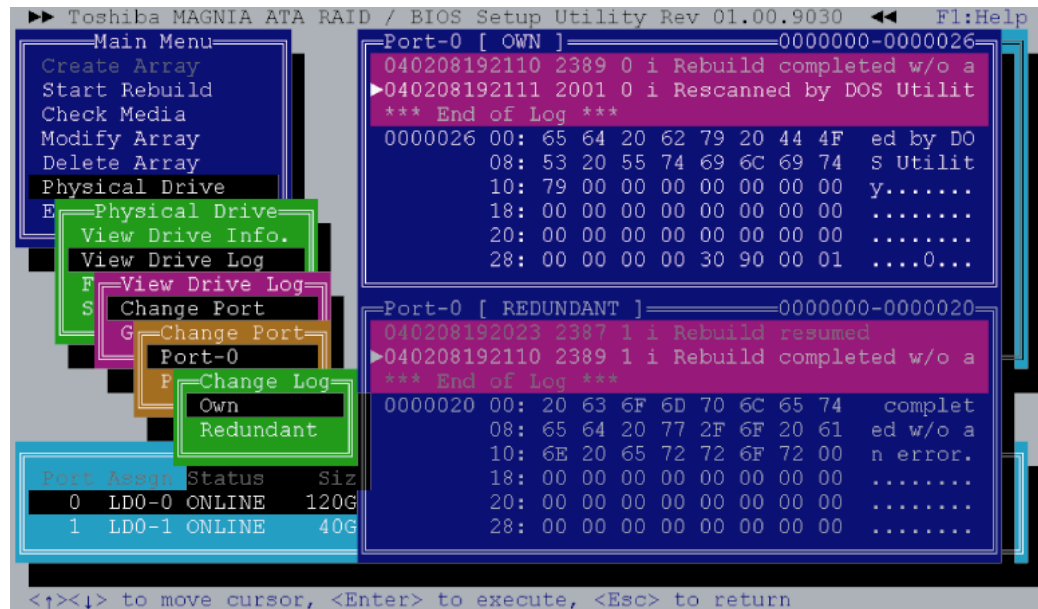 ►► Toshiba MAGNIA ATA RAID / BIOS Setup Utility Rev 01.00.9030 ◄◄ F1:Help
Main Menu
Create Array
Start Rebuild
Check Media
Modify Array
Delete Array
Physical Drive
E
Physical Drive
View Drive Info.
View Drive Log
F
S
View Drive Log
Change Port
G
Change Port
Port-0
P
Change Log
Own
Redundant
Port-0 [ OWN ] 0000000-0000026
040208192110 2389 0 i Rebuild completed w/o a
►040208192111 2001 0 i Rescanned by DOS Utilit
*** End of Log ***
0000026 00: 65 64 20 62 79 20 44 4F ed by DO
08: 53 20 55 74 69 6C 69 74 S Utilit
10: 79 00 00 00 00 00 00 00 y.......
18: 00 00 00 00 00 00 00 00 ........
20: 00 00 00 00 00 00 00 00 ........
28: 00 00 00 00 30 90 00 01 ....0...
Port-0 [ REDUNDANT ] 0000000-0000020
040208192023 2387 1 i Rebuild resumed
►040208192110 2389 1 i Rebuild completed w/o a
*** End of Log ***
0000020 00: 20 63 6F 6D 70 6C 65 74 complet
08: 65 64 20 77 2F 6F 20 61 ed w/o a
10: 6E 20 65 72 72 6F 72 00 n error.
18: 00 00 00 00 00 00 00 00 ........
20: 00 00 00 00 00 00 00 00 ........
28: 00 00 00 00 00 00 00 00 ........
Port Assgn Status Siz
0 LD0-0 ONLINE 120G
1 LD0-1 ONLINE 40G
<↑><↓> to move cursor, <Enter> to execute, <Esc> to return